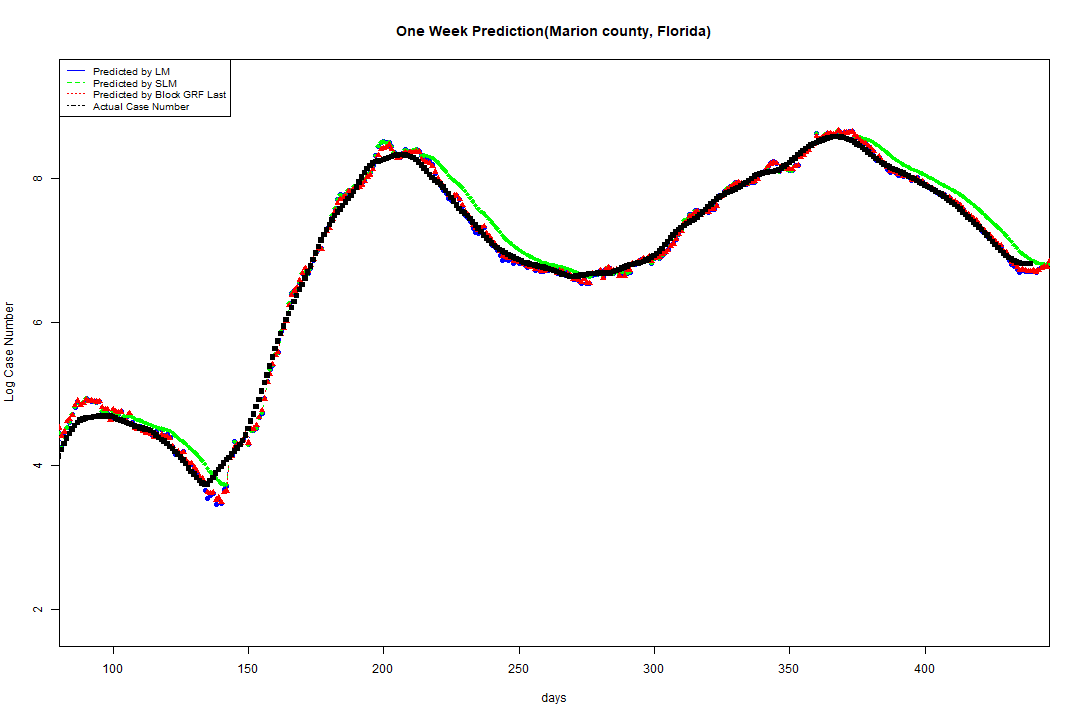 One Week Prediction(Marion county, Florida)
Predicted by LM
Predicted by SLM
Predicted by Block GRF Last
Actual Case Number
8
6
4
2
Log Case Number
100 150 200 250 300 350 400
days